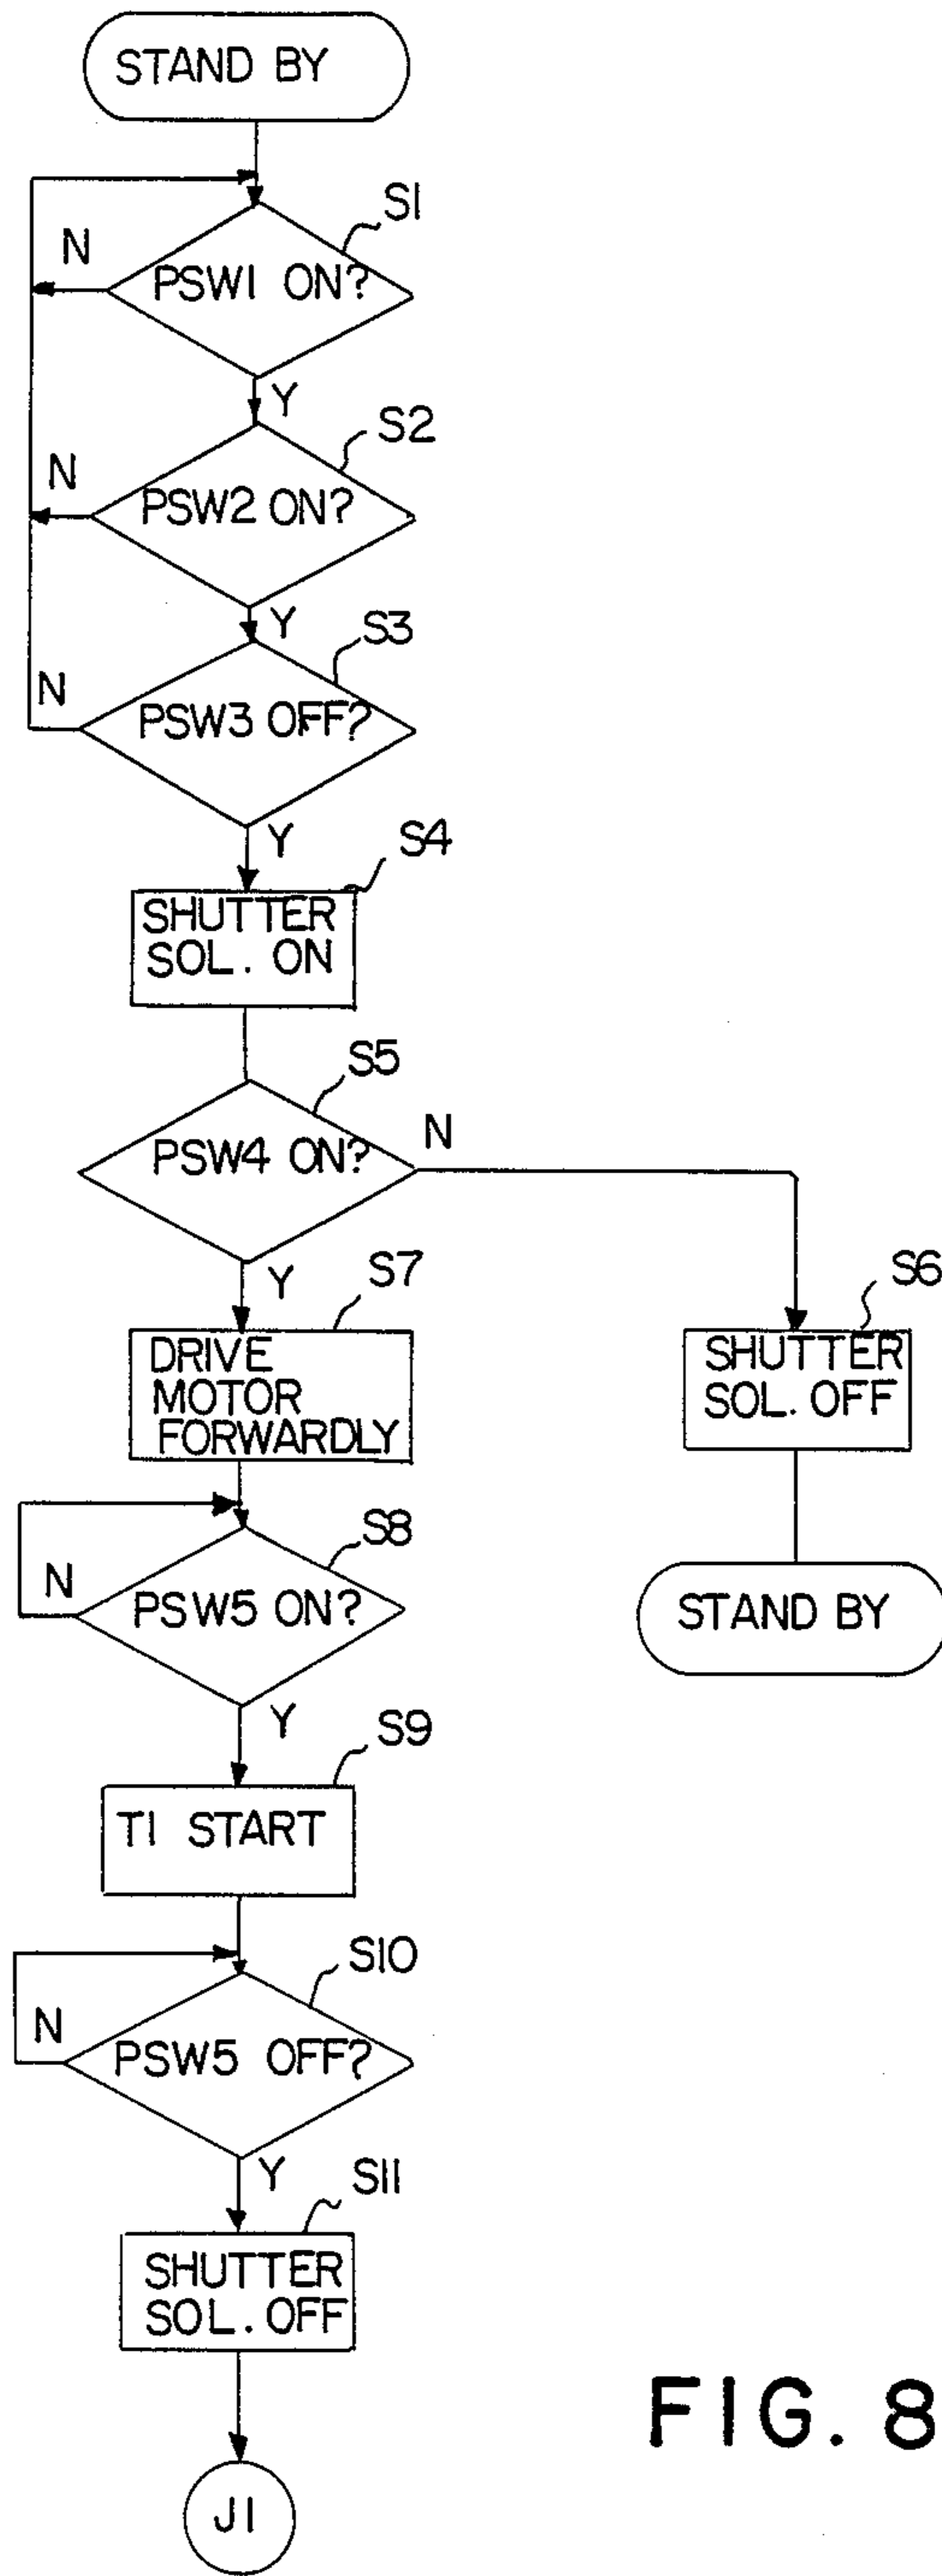 STAND BY
S1
N
PSW1 ON?
Y
S2
N
PSW2 ON?
Y
S3
N
PSW3 OFF?
Y
S4
SHUTTER
SOL. ON
S5
PSW4 ON?
N
Y
S7
DRIVE
MOTOR
FORWARDLY
S6
SHUTTER
SOL. OFF
STAND BY
S8
N
PSW5 ON?
Y
S9
T1 START
S10
N
PSW5 OFF?
Y
S11
SHUTTER
SOL. OFF
J1
FIG. 8